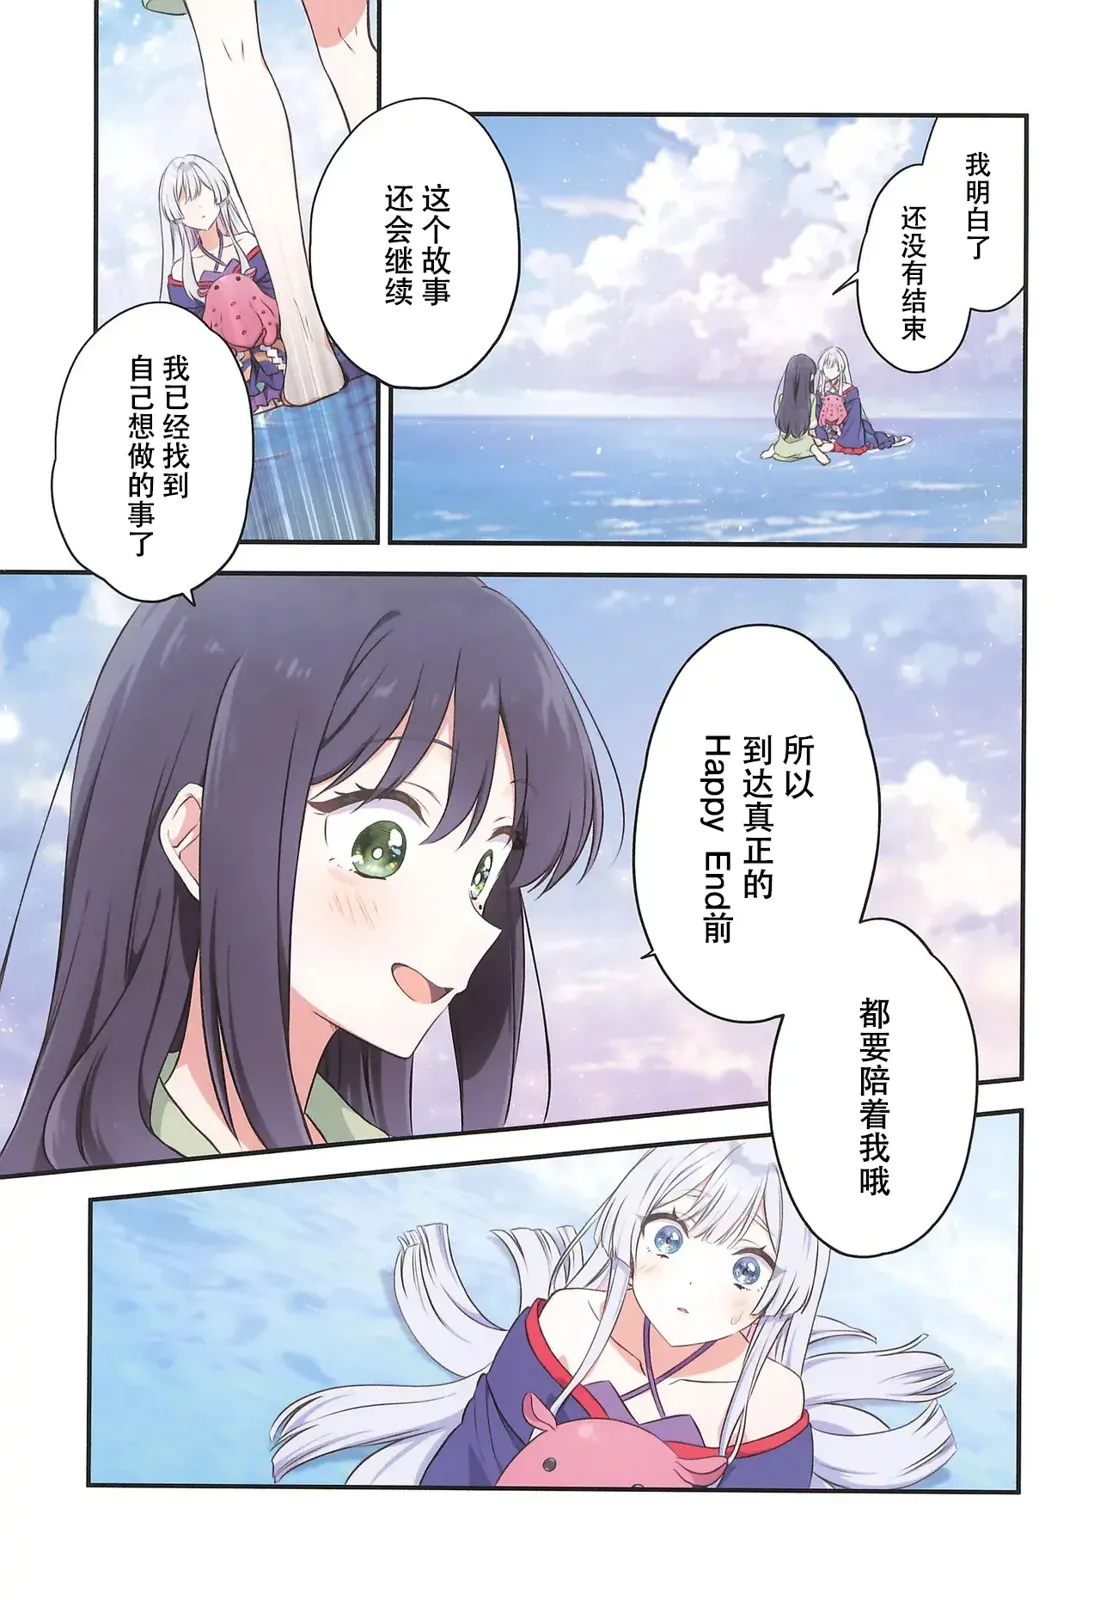 我明白了
还没有结束
这个故事
还会继续
我已经找到
自己想做的事了
所以
到达真正的
Happy End前
都要陪着我哦